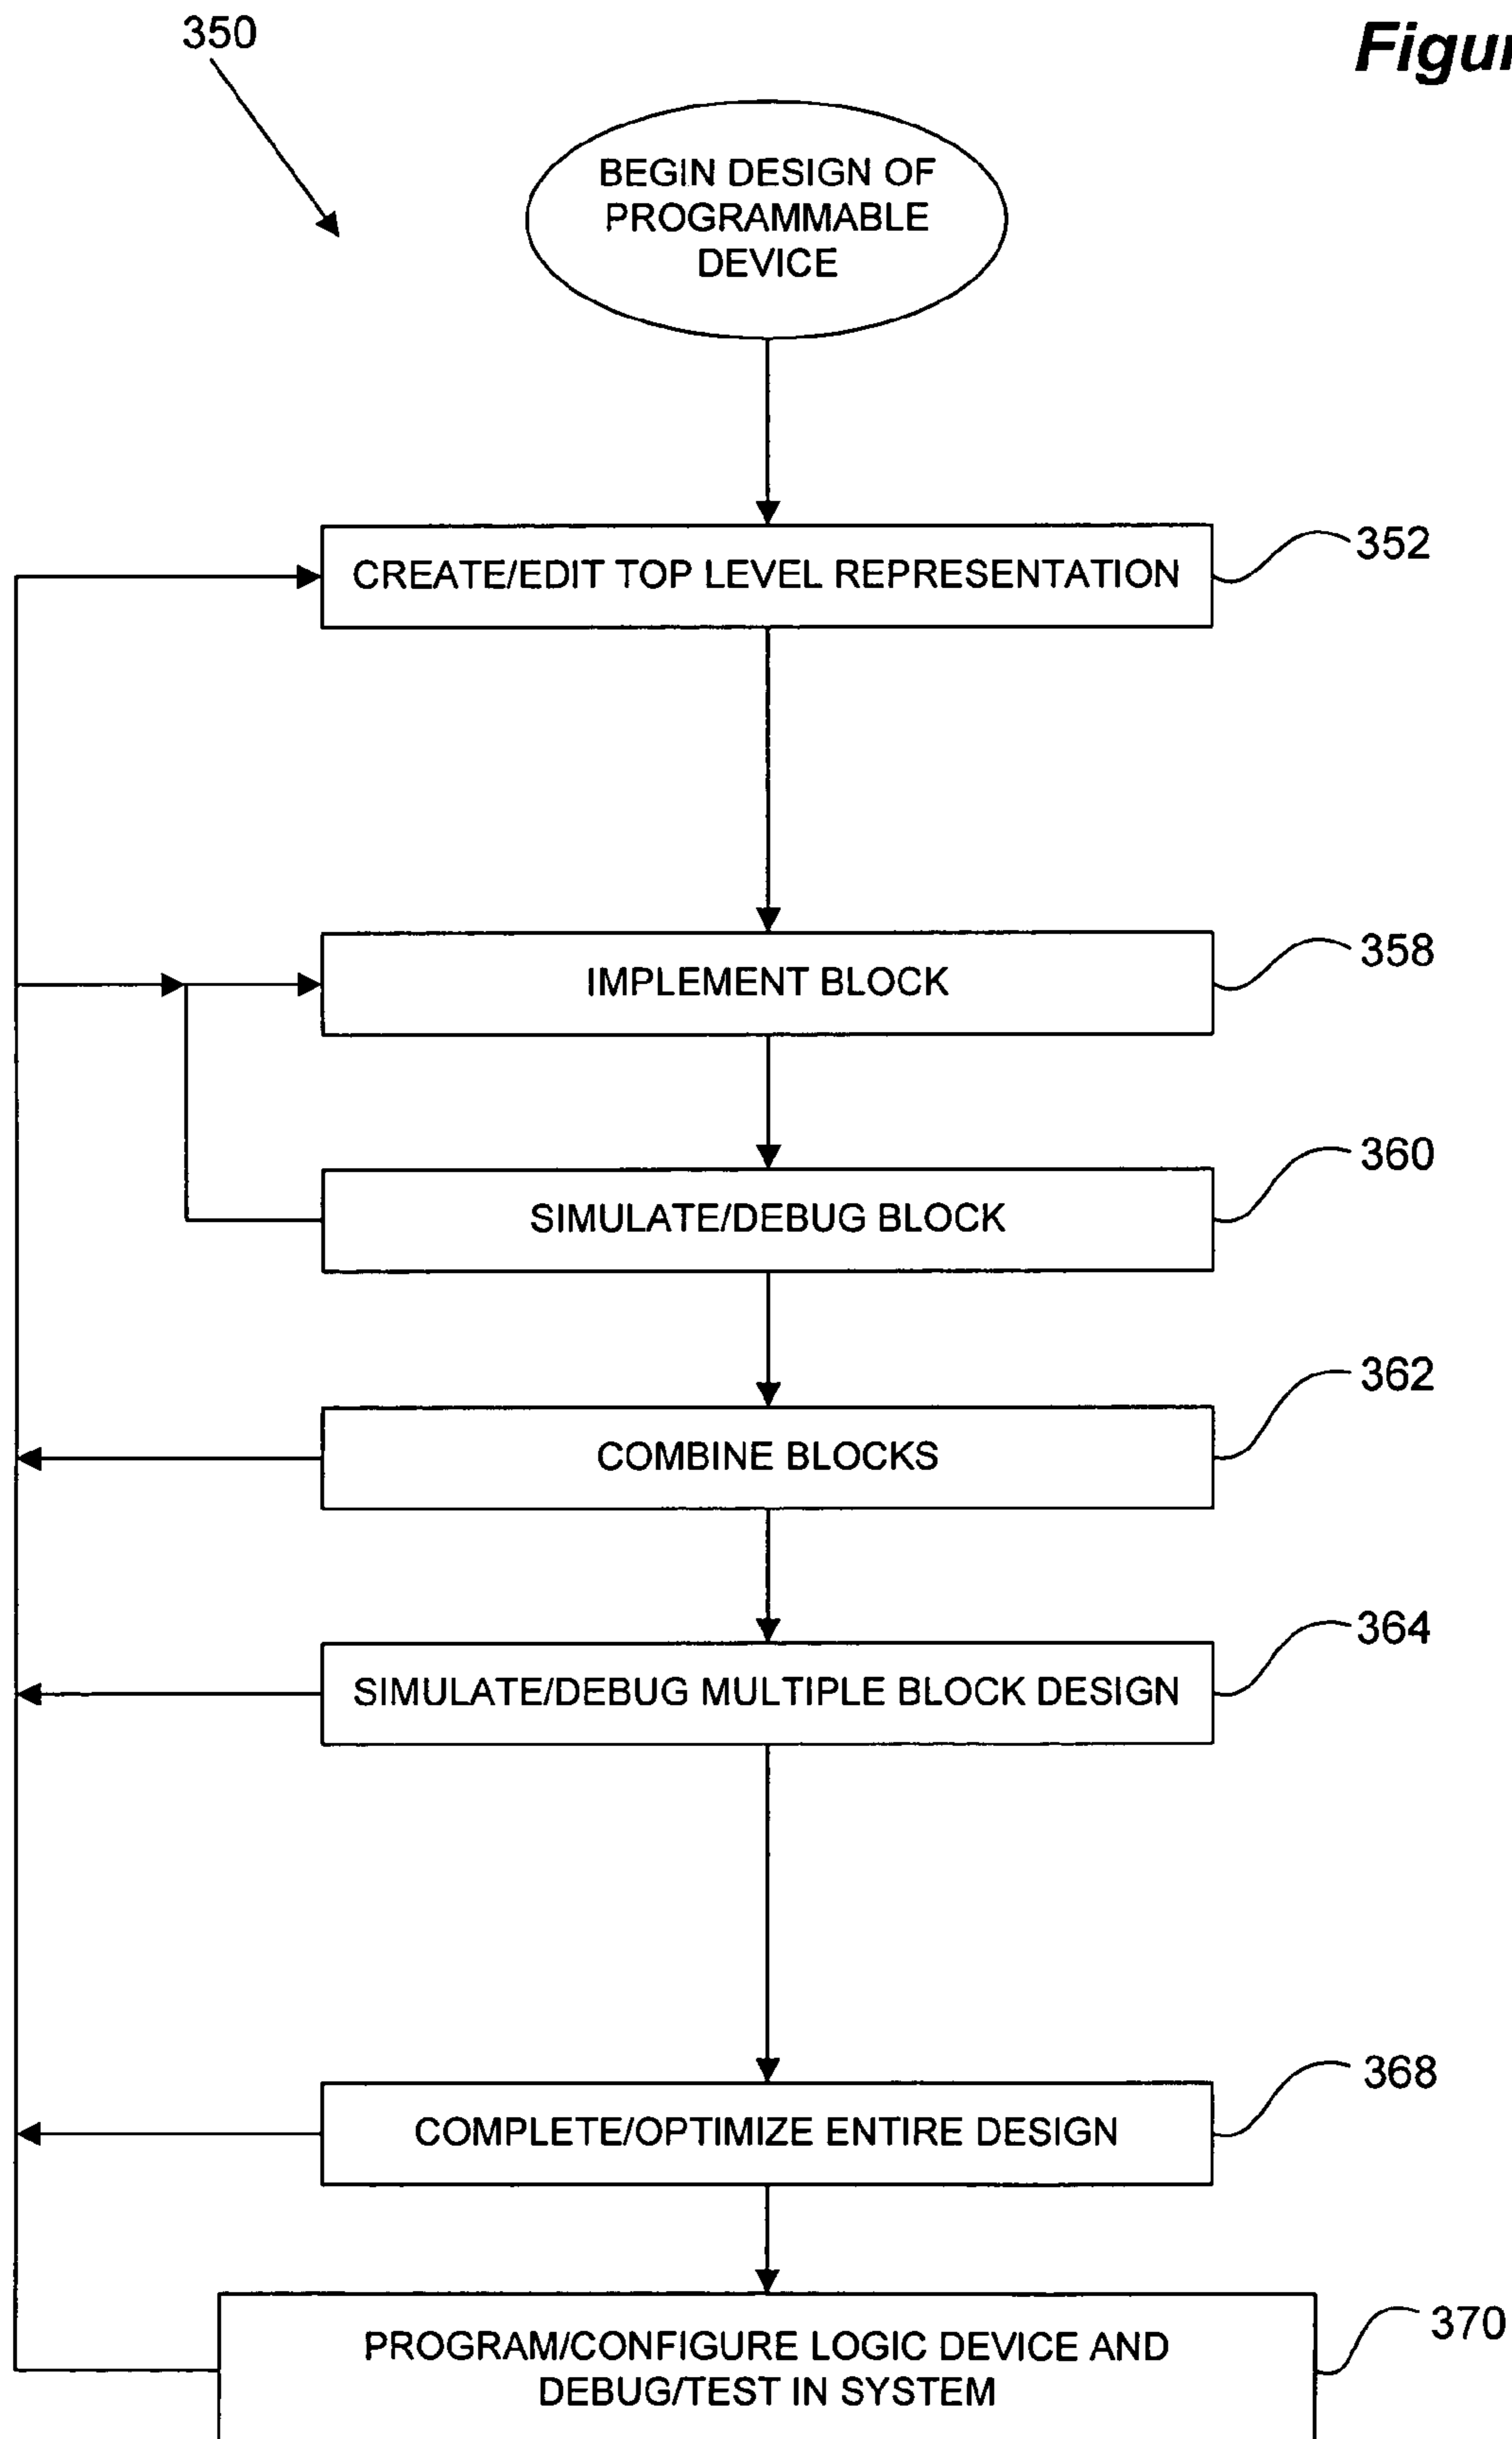 350
BEGIN DESIGN OF
PROGRAMMABLE
DEVICE
CREATE/EDIT TOP LEVEL REPRESENTATION
352
IMPLEMENT BLOCK
358
SIMULATE/DEBUG BLOCK
360
COMBINE BLOCKS
362
SIMULATE/DEBUG MULTIPLE BLOCK DESIGN
364
COMPLETE/OPTIMIZE ENTIRE DESIGN
368
PROGRAM/CONFIGURE LOGIC DEVICE AND
DEBUG/TEST IN SYSTEM
370